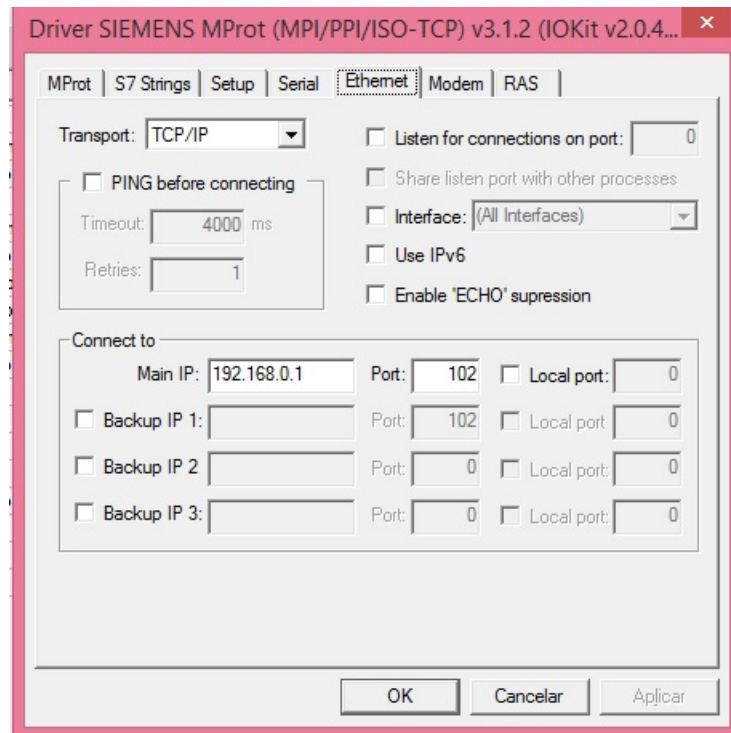 Driver SIEMENS MProt (MPI/PPI/ISO-TCP) v3.1.2 (IOKit v2.0.4...
MProt S7 Strings Setup Serial Ethernet Modem RAS
Transport: TCP/IP
Listen for connections on port: 0
PING before connecting
Share listen port with other processes
Timeout: 4000 ms
Interface: (All Interfaces)
Retries: 1
Use IPv6
Enable "ECHO" supression
Connect to
Main IP: 192.168.0.1 Port: 102 Local port: 0
Backup IP 1: Port: 102 Local port 0
Backup IP 2 Port: 0 Local port: 0
Backup IP 3: Port: 0 Local port: 0
OK Cancelar Aplicar